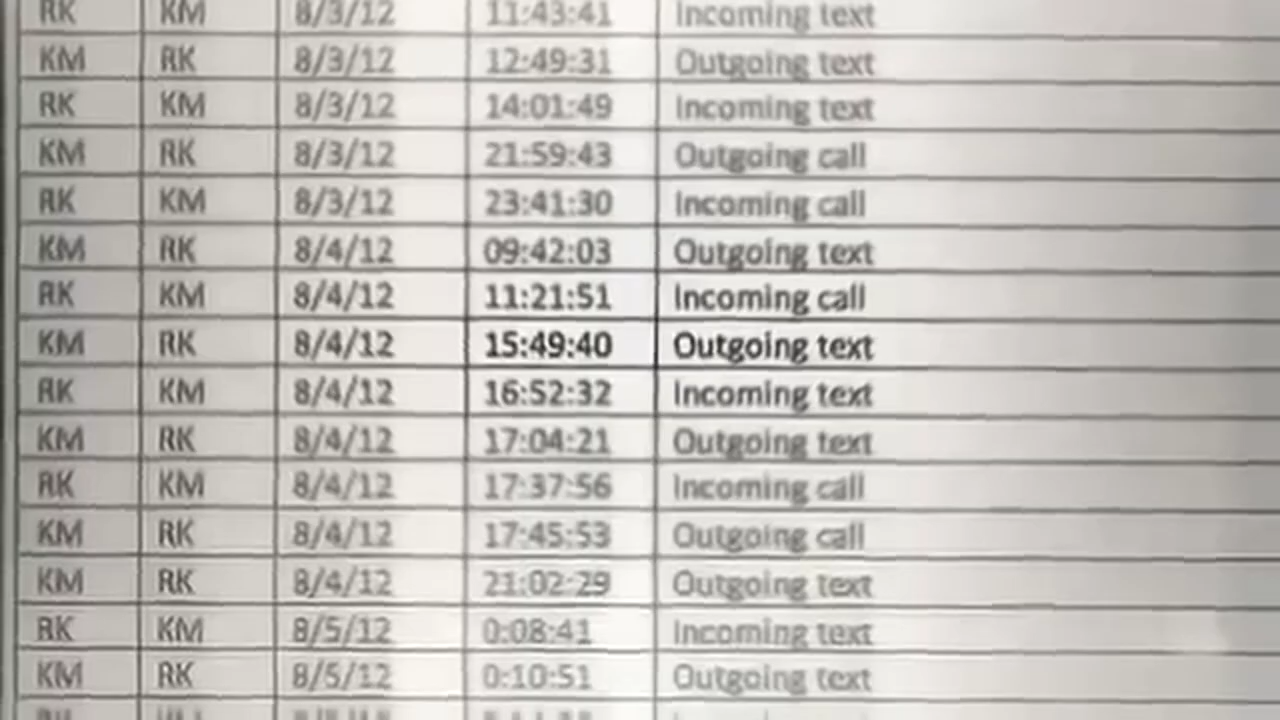 RK KM 8/3/12 11:43:41 Incoming text
KM RK 8/3/12 12:49:31 Outgoing text
RK KM 8/3/12 14:01:49 Incoming text
KM RK 8/3/12 21:59:43 Outgoing call
RK KM 8/3/12 23:41:30 Incoming call
KM RK 8/4/12 09:42:03 Outgoing text
RK KM 8/4/12 11:21:51 Incoming call
KM RK 8/4/12 15:49:40 Outgoing text
RK KM 8/4/12 16:52:32 Incoming text
KM RK 8/4/12 17:04:21 Outgoing text
RK KM 8/4/12 17:37:56 Incoming call
KM RK 8/4/12 17:45:53 Outgoing call
KM RK 8/4/12 21:02:29 Outgoing text
RK KM 8/5/12 0:08:41 Incoming text
KM RK 8/5/12 0:10:51 Outgoing text